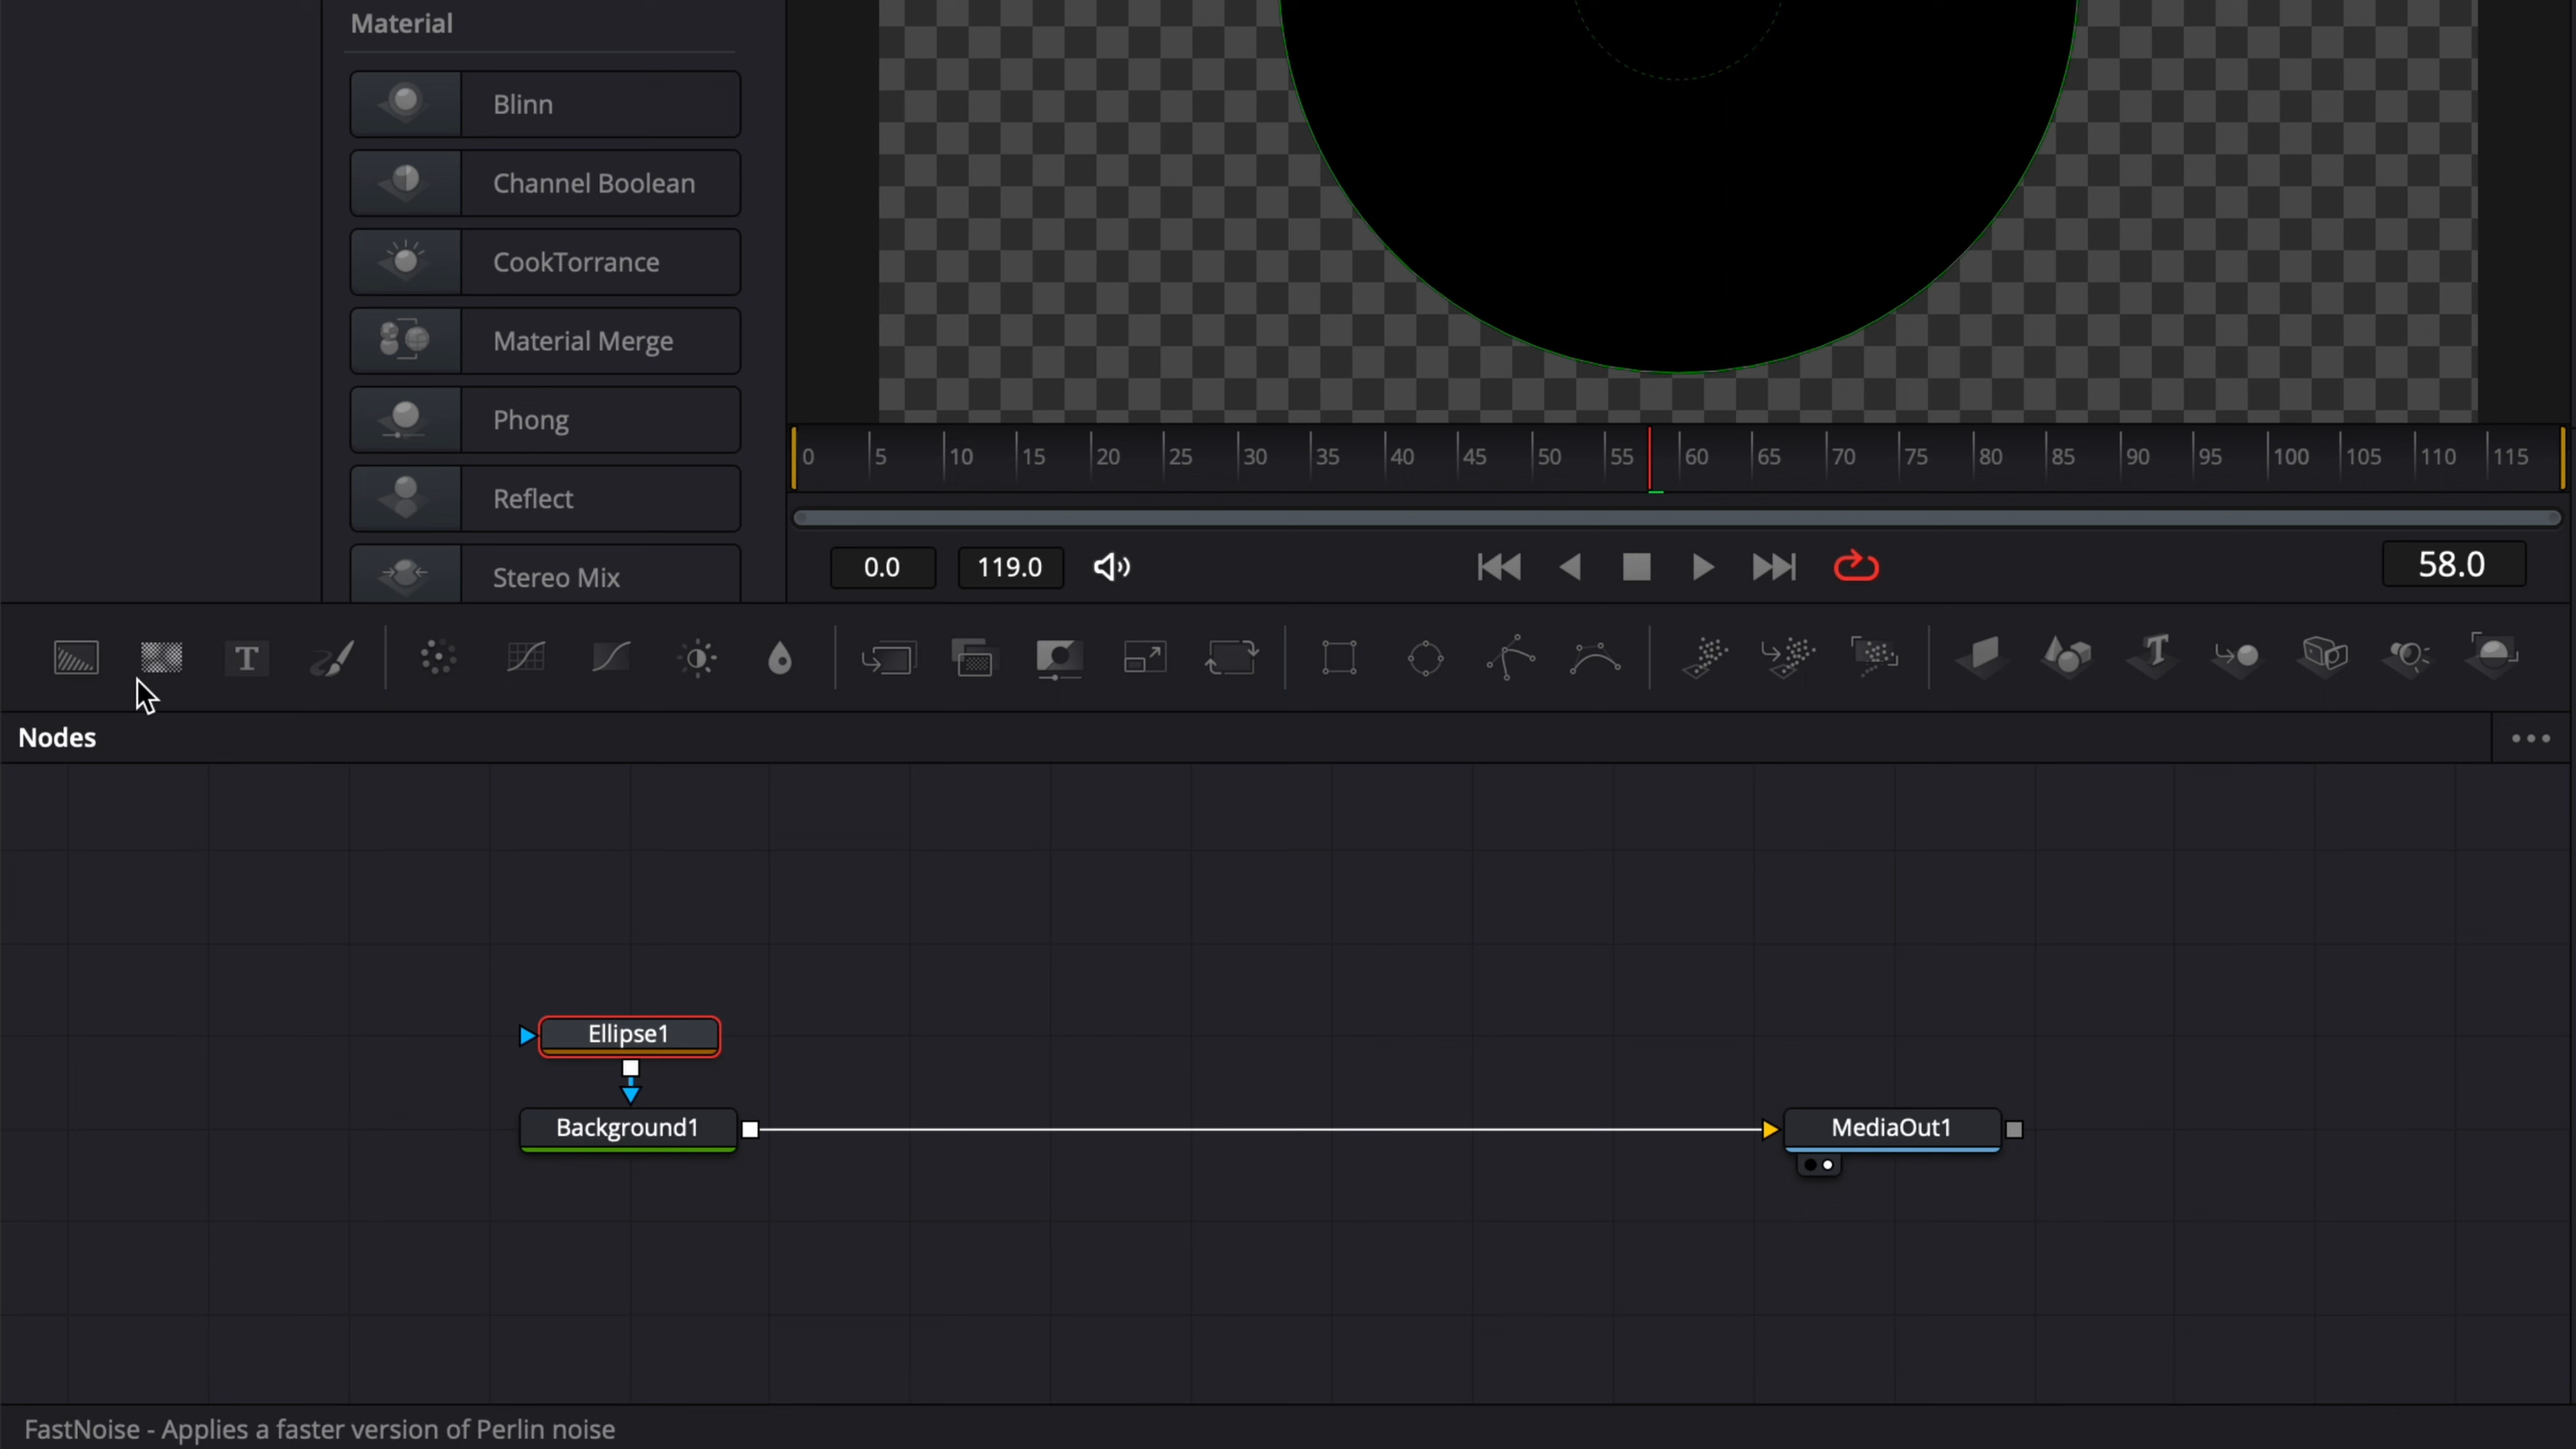 Material
Blinn
Channel Boolean
CookTorrance
Material Merge
Phong
Reflect
Stereo Mix
0 5 10 15 20 25 30 35 40 45 50 55 60 65 70 75 80 85 90 95 100 105 110 115
0.0 119.0 58.0
T T
Nodes
Ellipse1
Background1
MediaOut1
FastNoise - Applies a faster version of Perlin noise